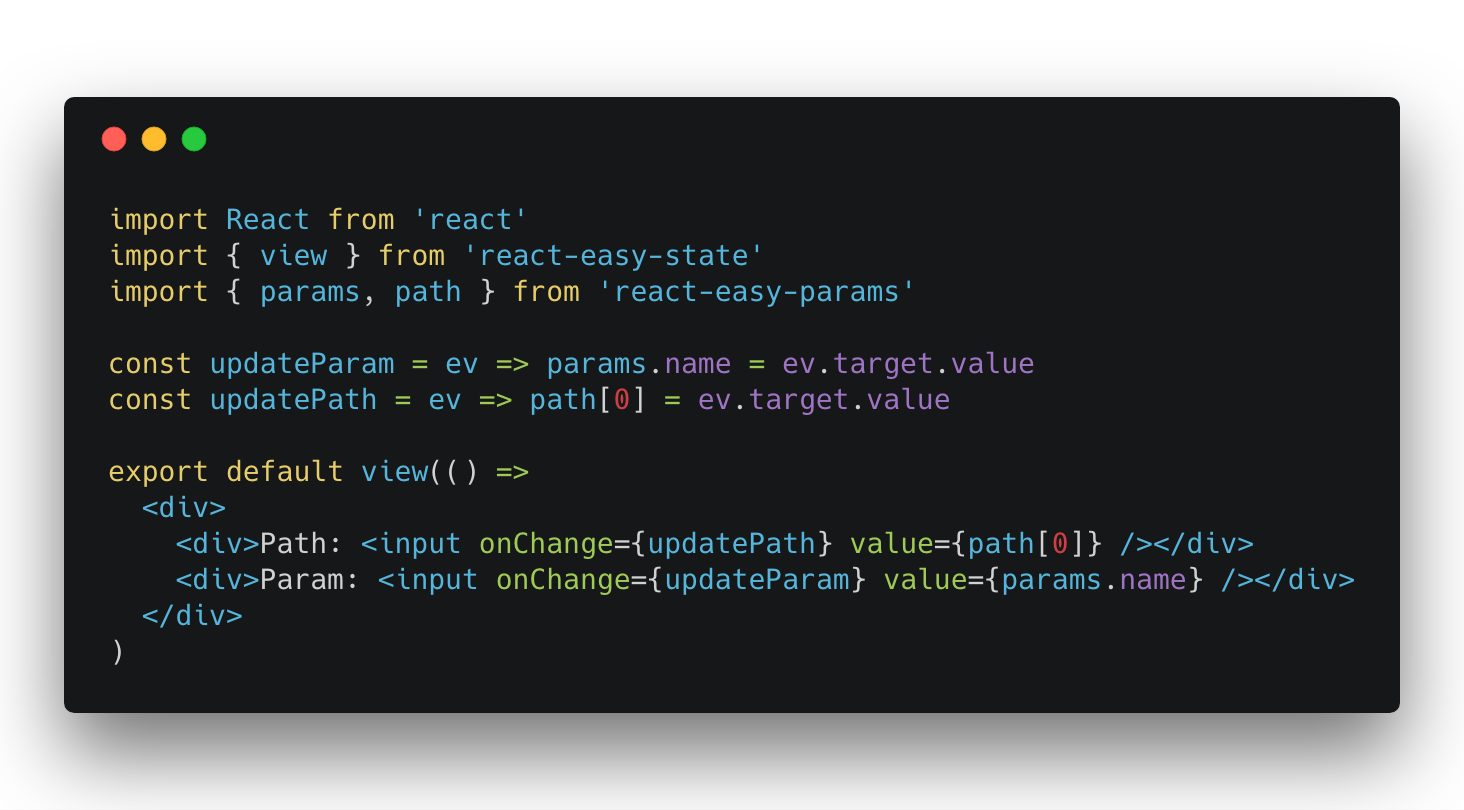 import React from 'react'
import { view } from 'react-easy-state'
import { params, path } from 'react-easy-params'

const updateParam = ev => params.name = ev.target.value
const updatePath = ev => path[0] = ev.target.value

export default view(() =>
  <div>
    <div>Path: <input onChange={updatePath} value={path[0]} /></div>
    <div>Param: <input onChange={updateParam} value={params.name} /></div>
  </div>
)